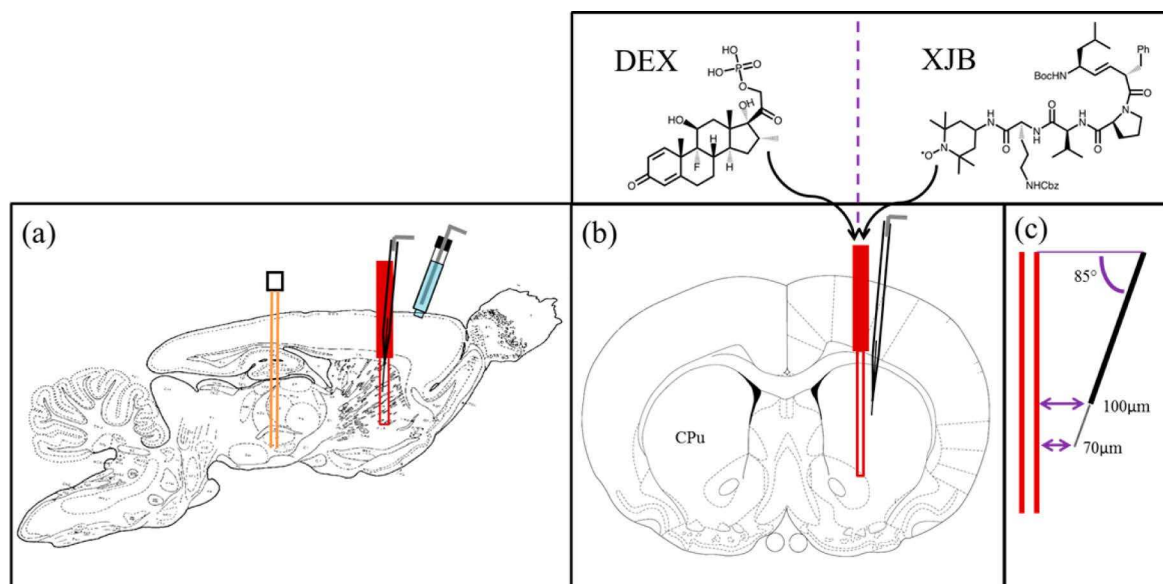 DEX
HO
P
O
HO
O
OH
O
HO
H
F
H
O
XJB
Ph
BocHN
O
N
O
O
H
N
N
H
N
H
O
O
N
•O
NHCbz
(a)
(b)
CPu
(c)
85°
100µm
70µm